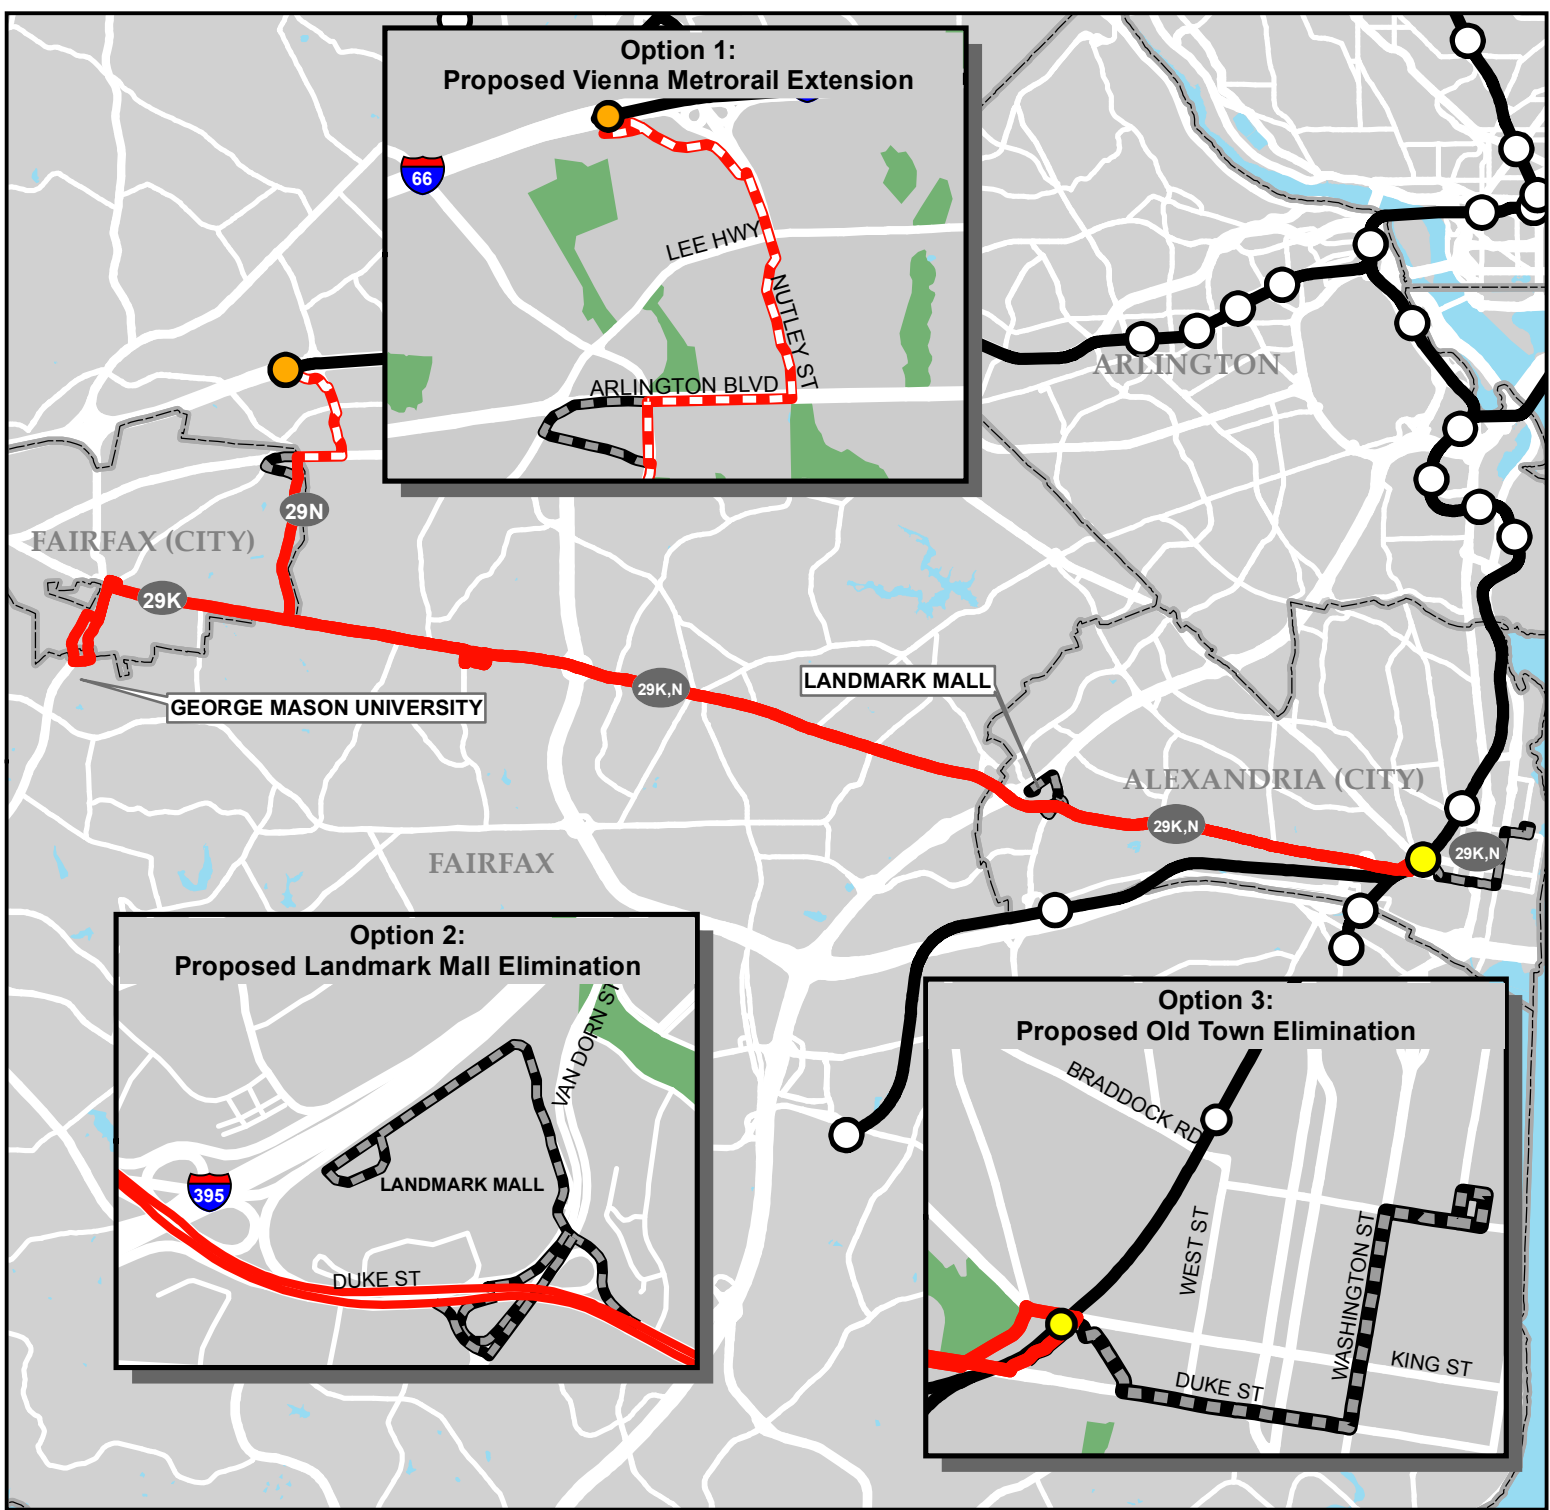 Option 1:
Proposed Vienna Metrorail Extension
66
LEE HWY
NUTLEY ST
ARLINGTON BLVD
ARLINGTON
29N
FAIRFAX (CITY)
29K
GEORGE MASON UNIVERSITY
29K,N
LANDMARK MALL
ALEXANDRIA (CITY)
29K,N
29K,N
FAIRFAX
Option 2:
Proposed Landmark Mall Elimination
VAN DORN ST
LANDMARK MALL
395
DUKE ST
Option 3:
Proposed Old Town Elimination
BRADDOCK RD
WEST ST
WASHINGTON ST
KING ST
DUKE ST